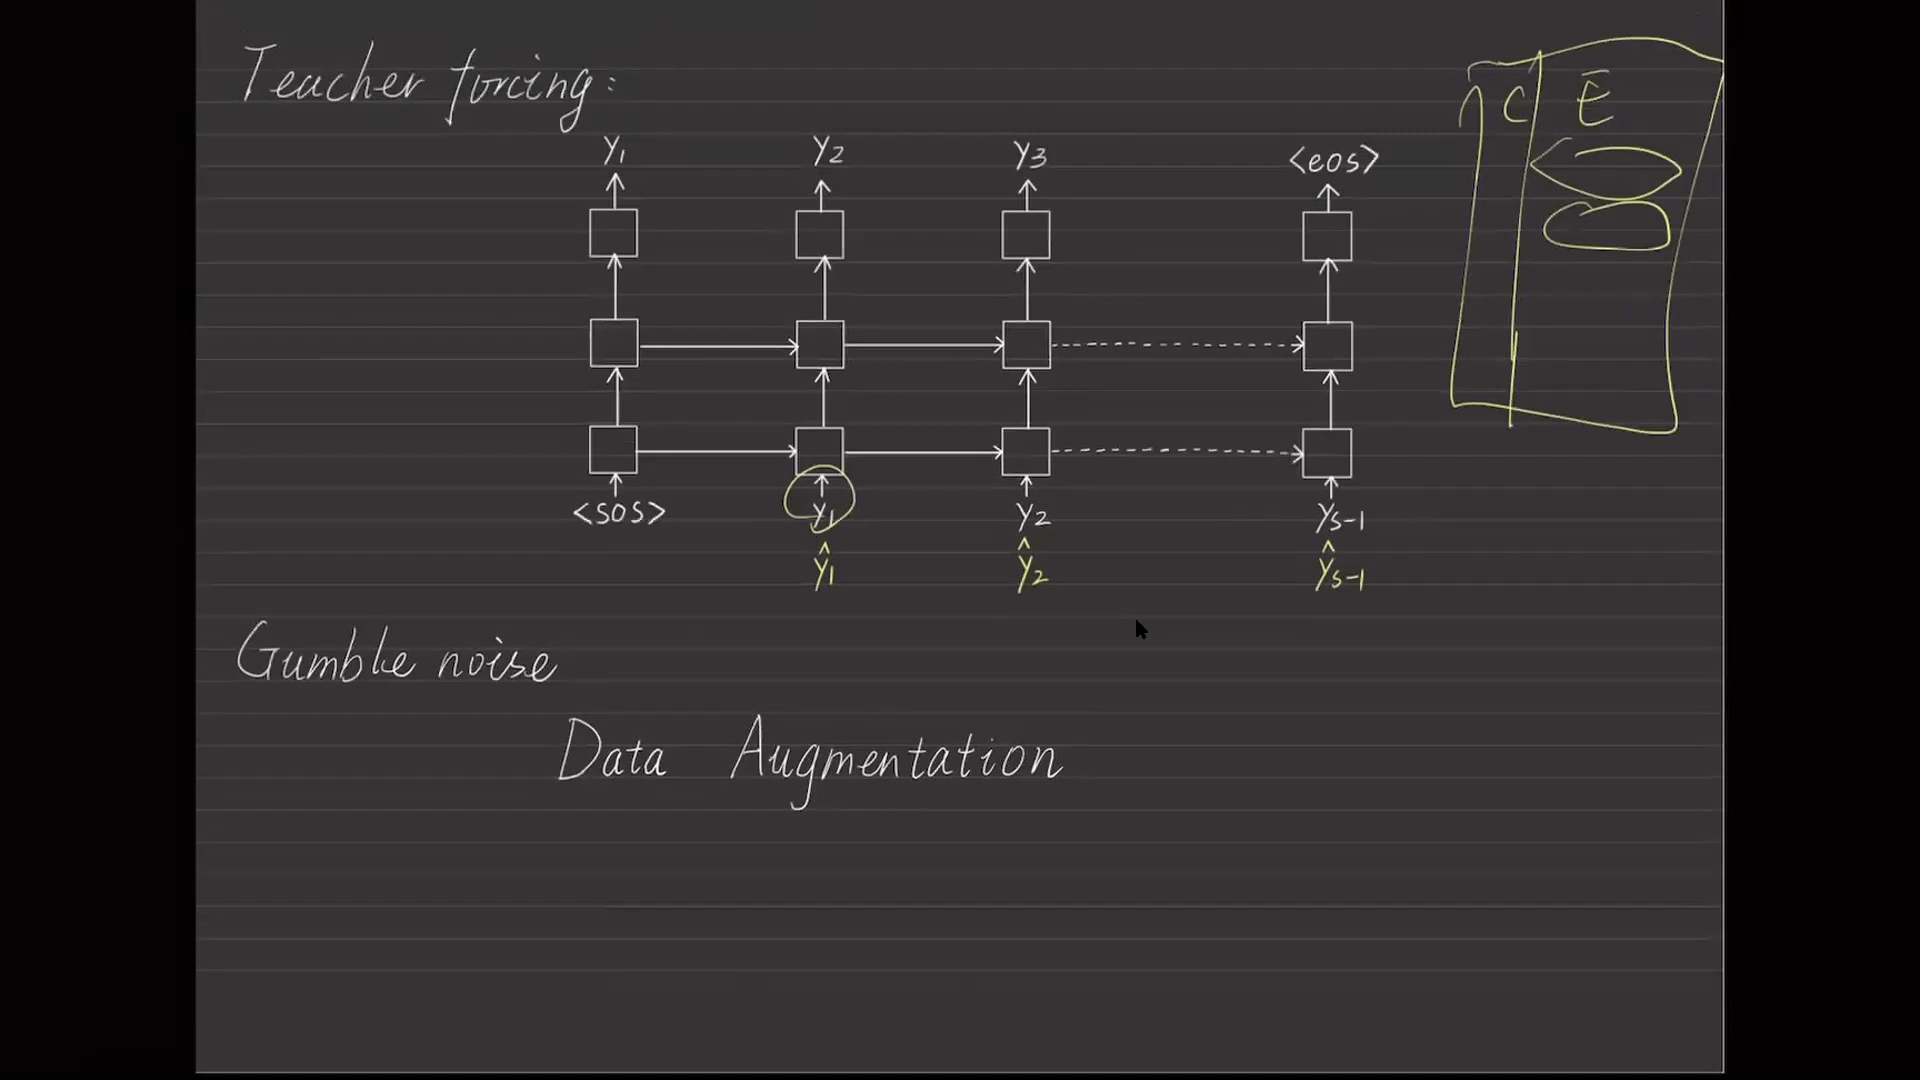 Teacher forcing:
C E
y1 y2 y3 <eos>
<sos> y1 y2 ys-1
ŷ1 ŷ2 ŷs-1
Gumble noise
Data Augmentation